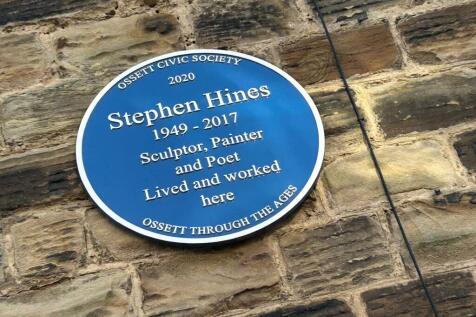 OSSETT CIVIC SOCIETY
2020
Stephen Hines
1949 - 2017
Sculptor, Painter
and Poet
Lived and worked
here
OSSETT THROUGH THE AGES